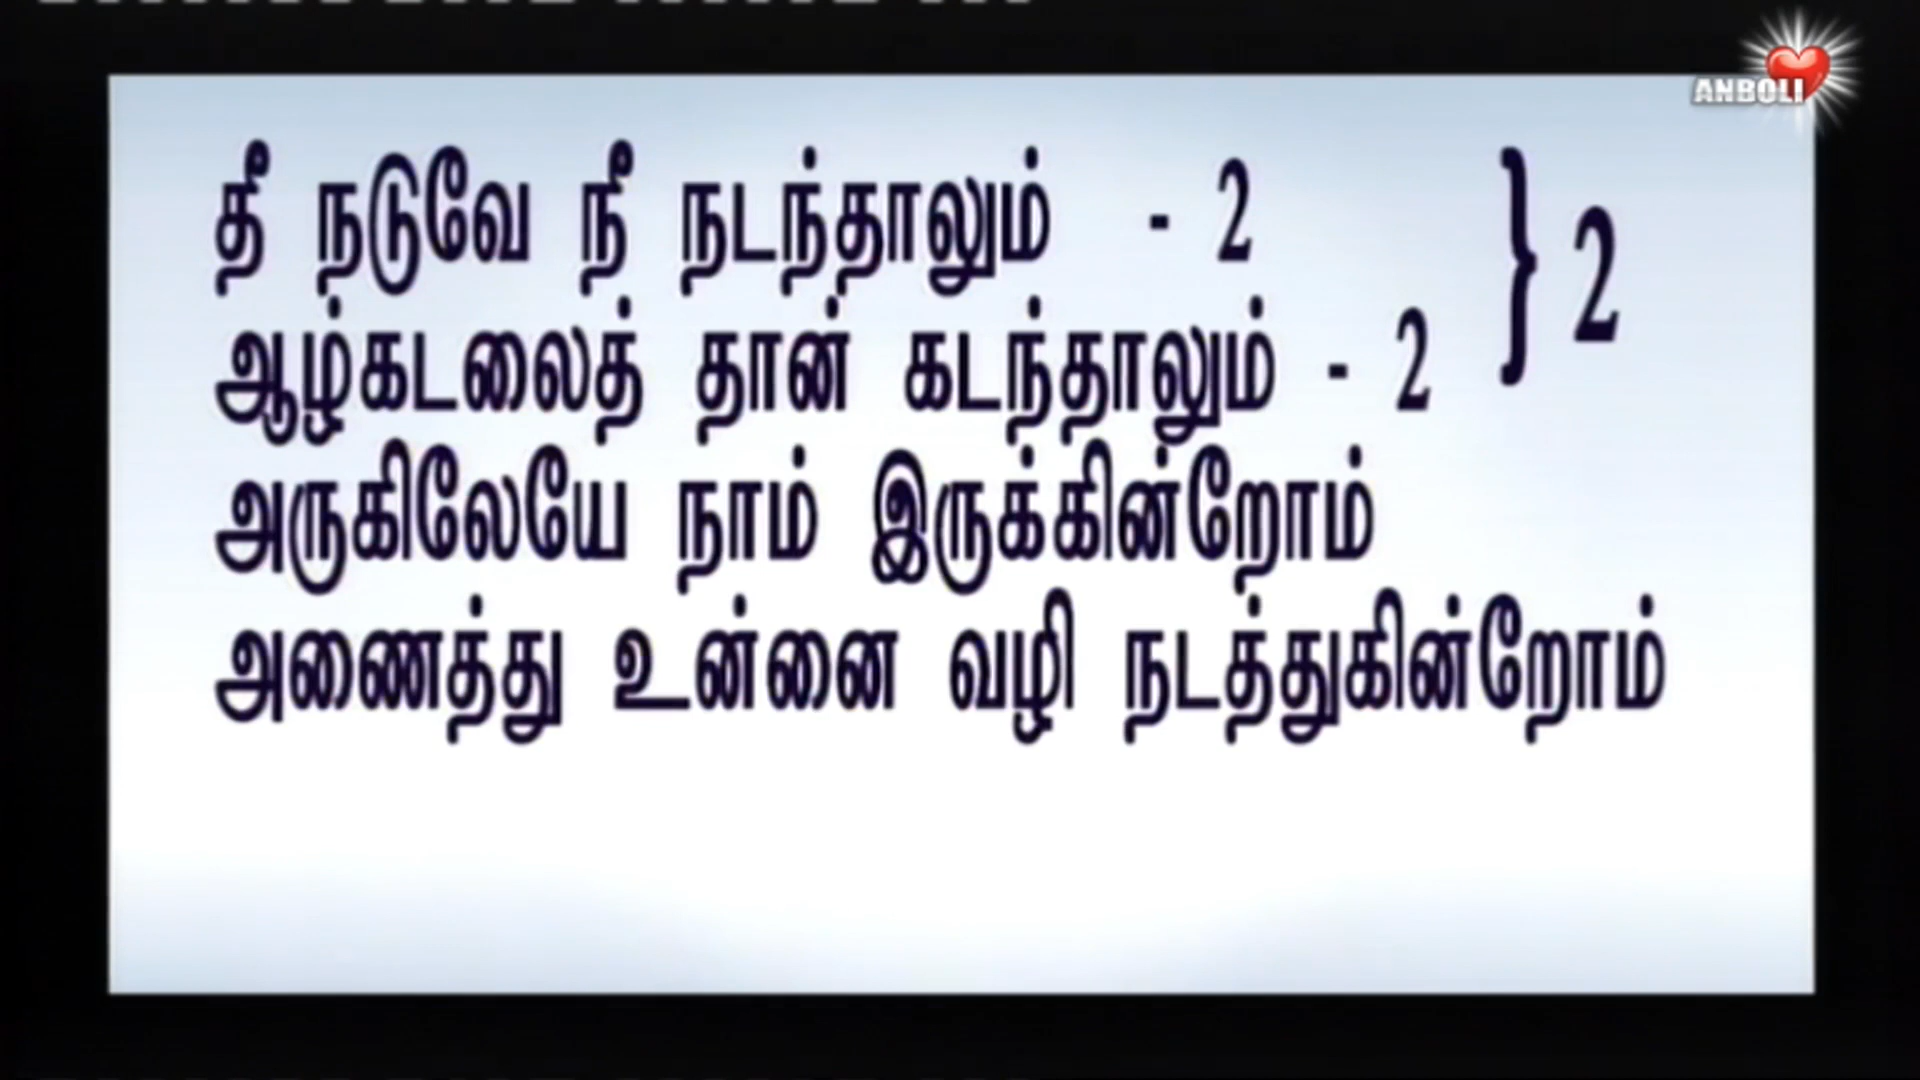 ANBOLI
தீ நடுவே நீ நடந்தாலும் - 2 } 2
ஆழ்கடலைத் தான் கடந்தாலும் - 2
அருகிலேயே நாம் இருக்கின்றோம்
அணைத்து உன்னை வழி நடத்துகின்றோம்